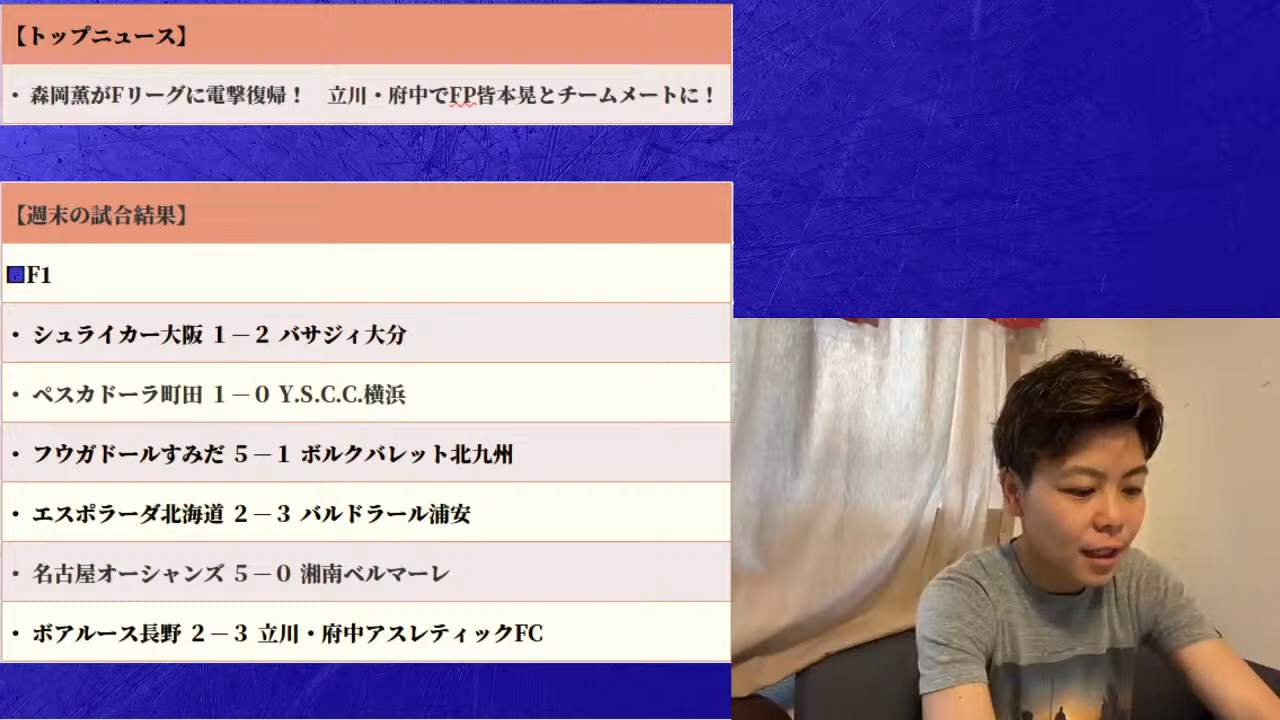 【トップニュース】
・ 森岡薫がFリーグに電撃復帰！　立川・府中でFP皆本晃とチームメートに！
【週末の試合結果】
F1
・ シュライカー大阪 １－２ バサジィ大分
・ ペスカドーラ町田 １－０ Y.S.C.C.横浜
・ フウガドールすみだ ５－１ ボルクバレット北九州
・ エスポラーダ北海道 ２－３ バルドラール浦安
・ 名古屋オーシャンズ ５－０ 湘南ベルマーレ
・ ボアルース長野 ２－３ 立川・府中アスレティックFC